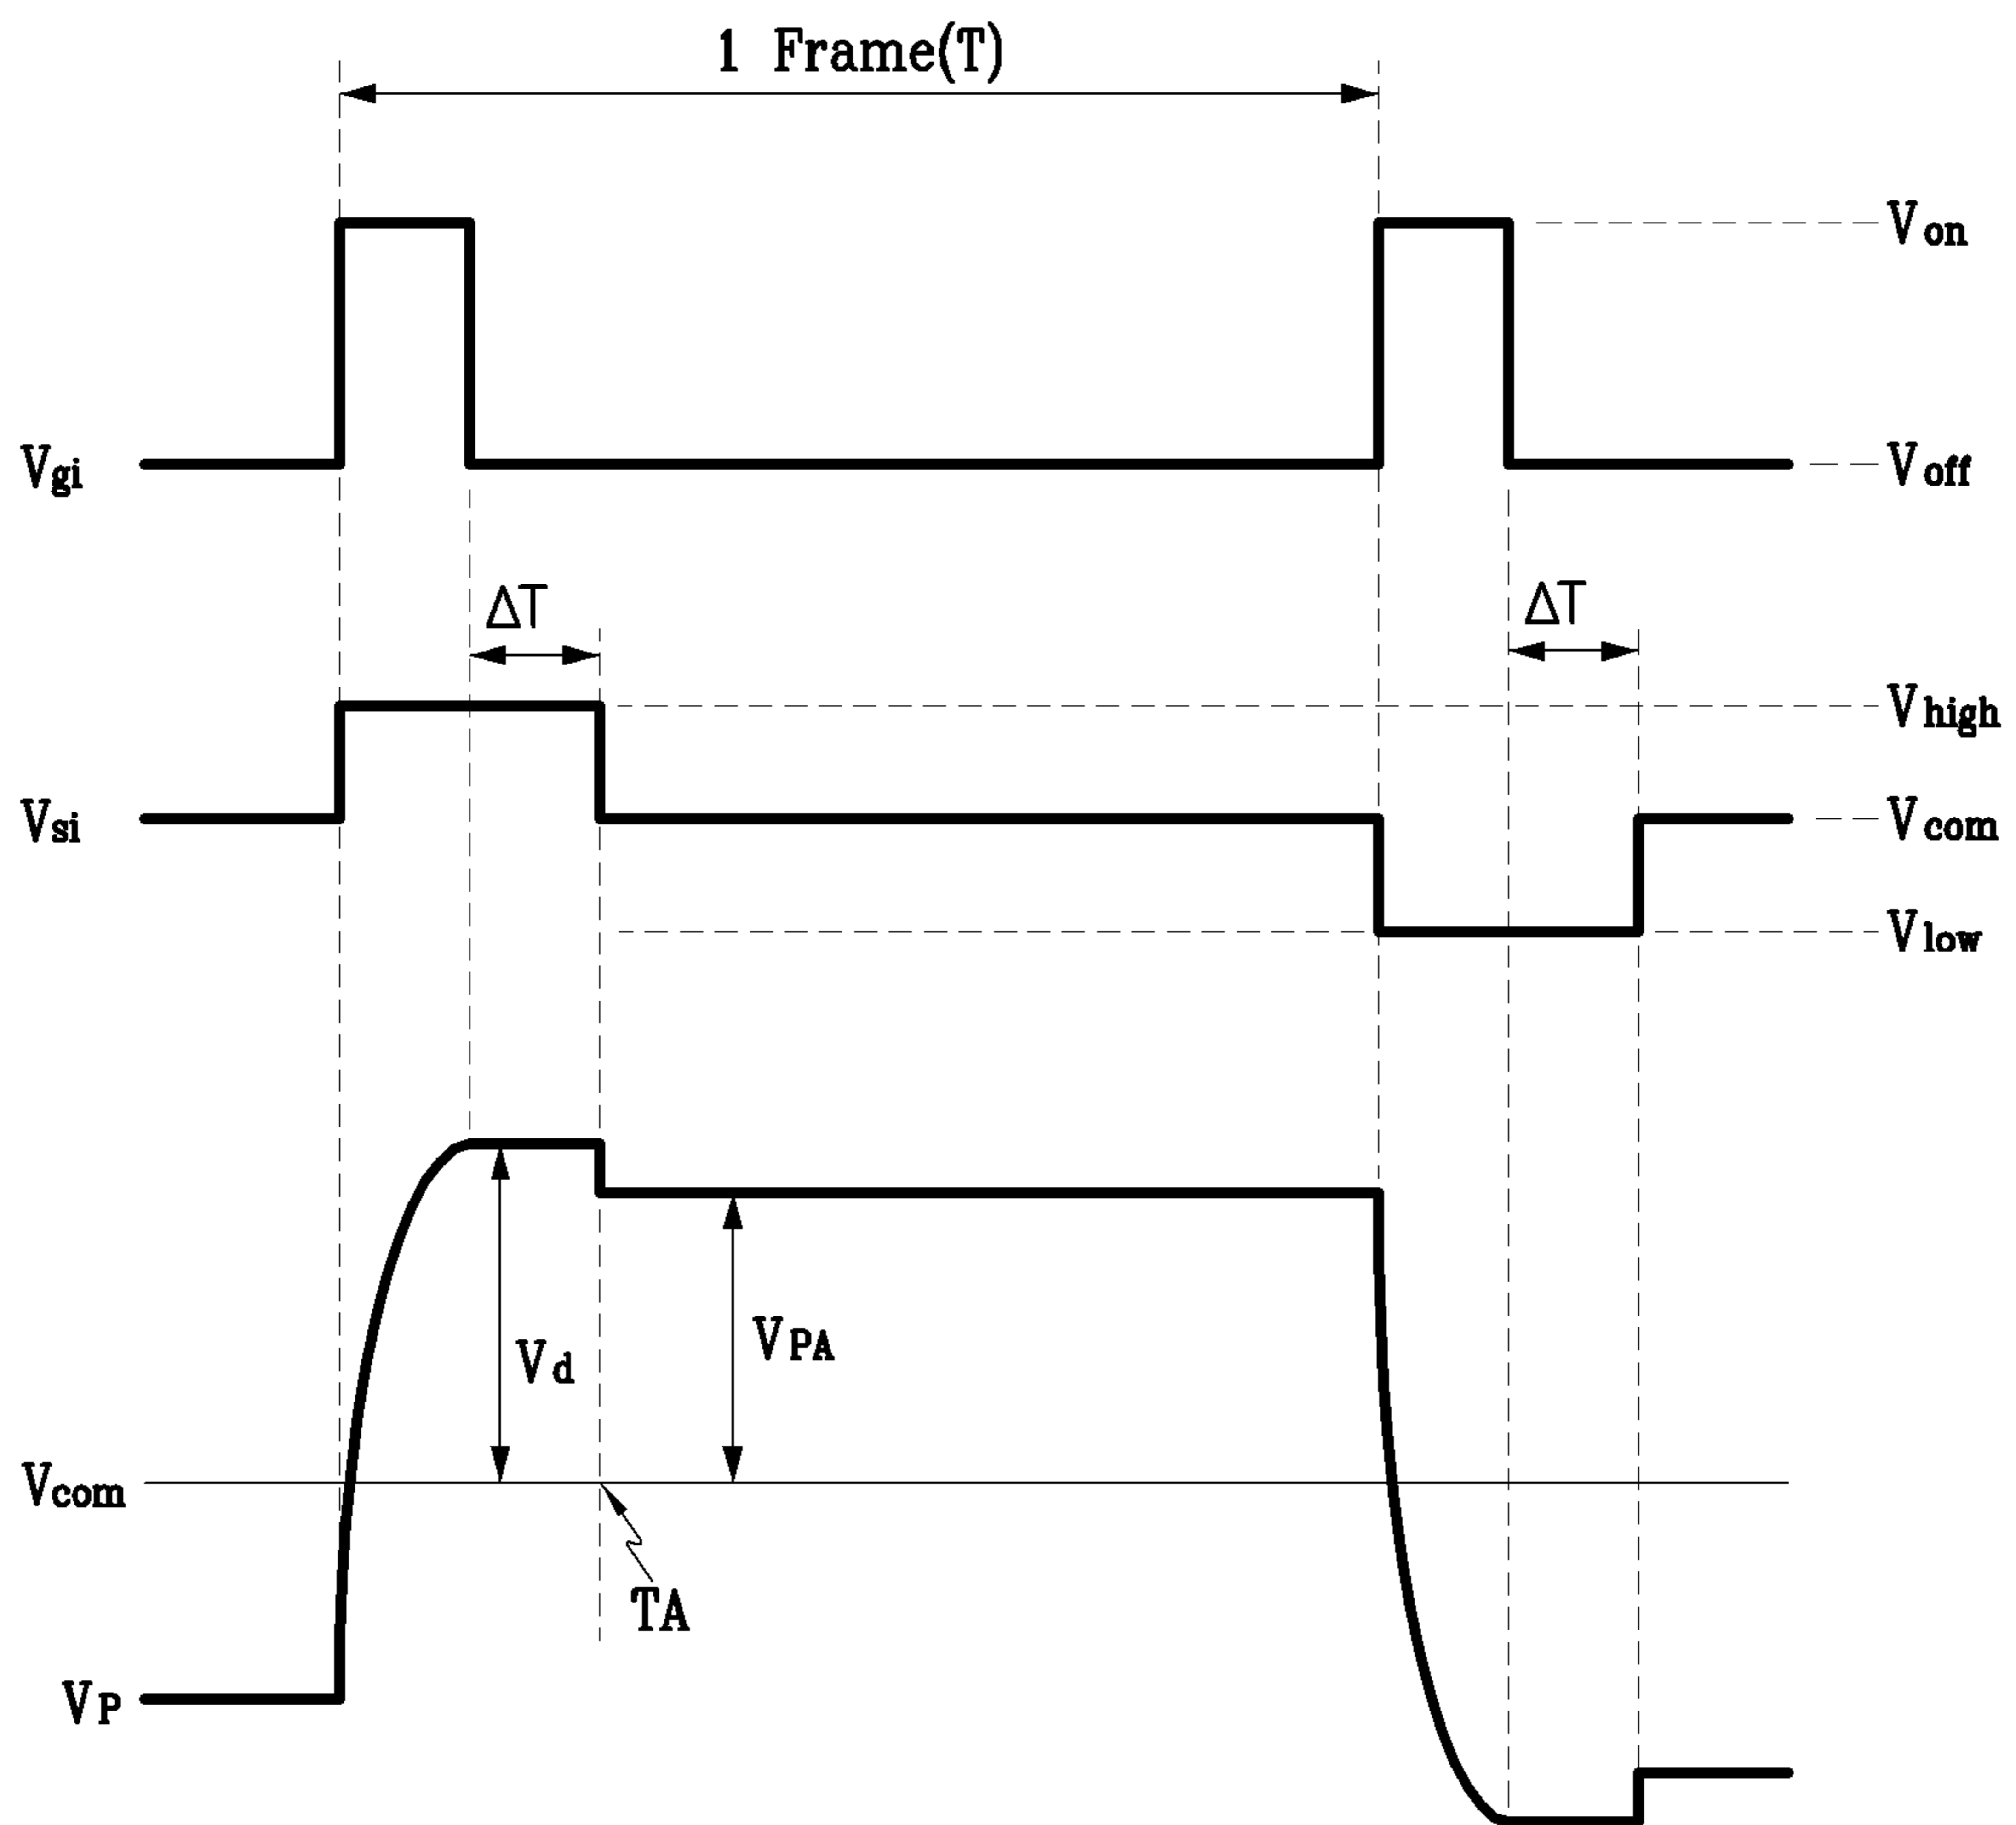 1 Frame(T)
Von
Vgi
Voff
ΔT
ΔT
Vhigh
Vsi
Vcom
Vlow
Vd
VPA
Vcom
TA
VP